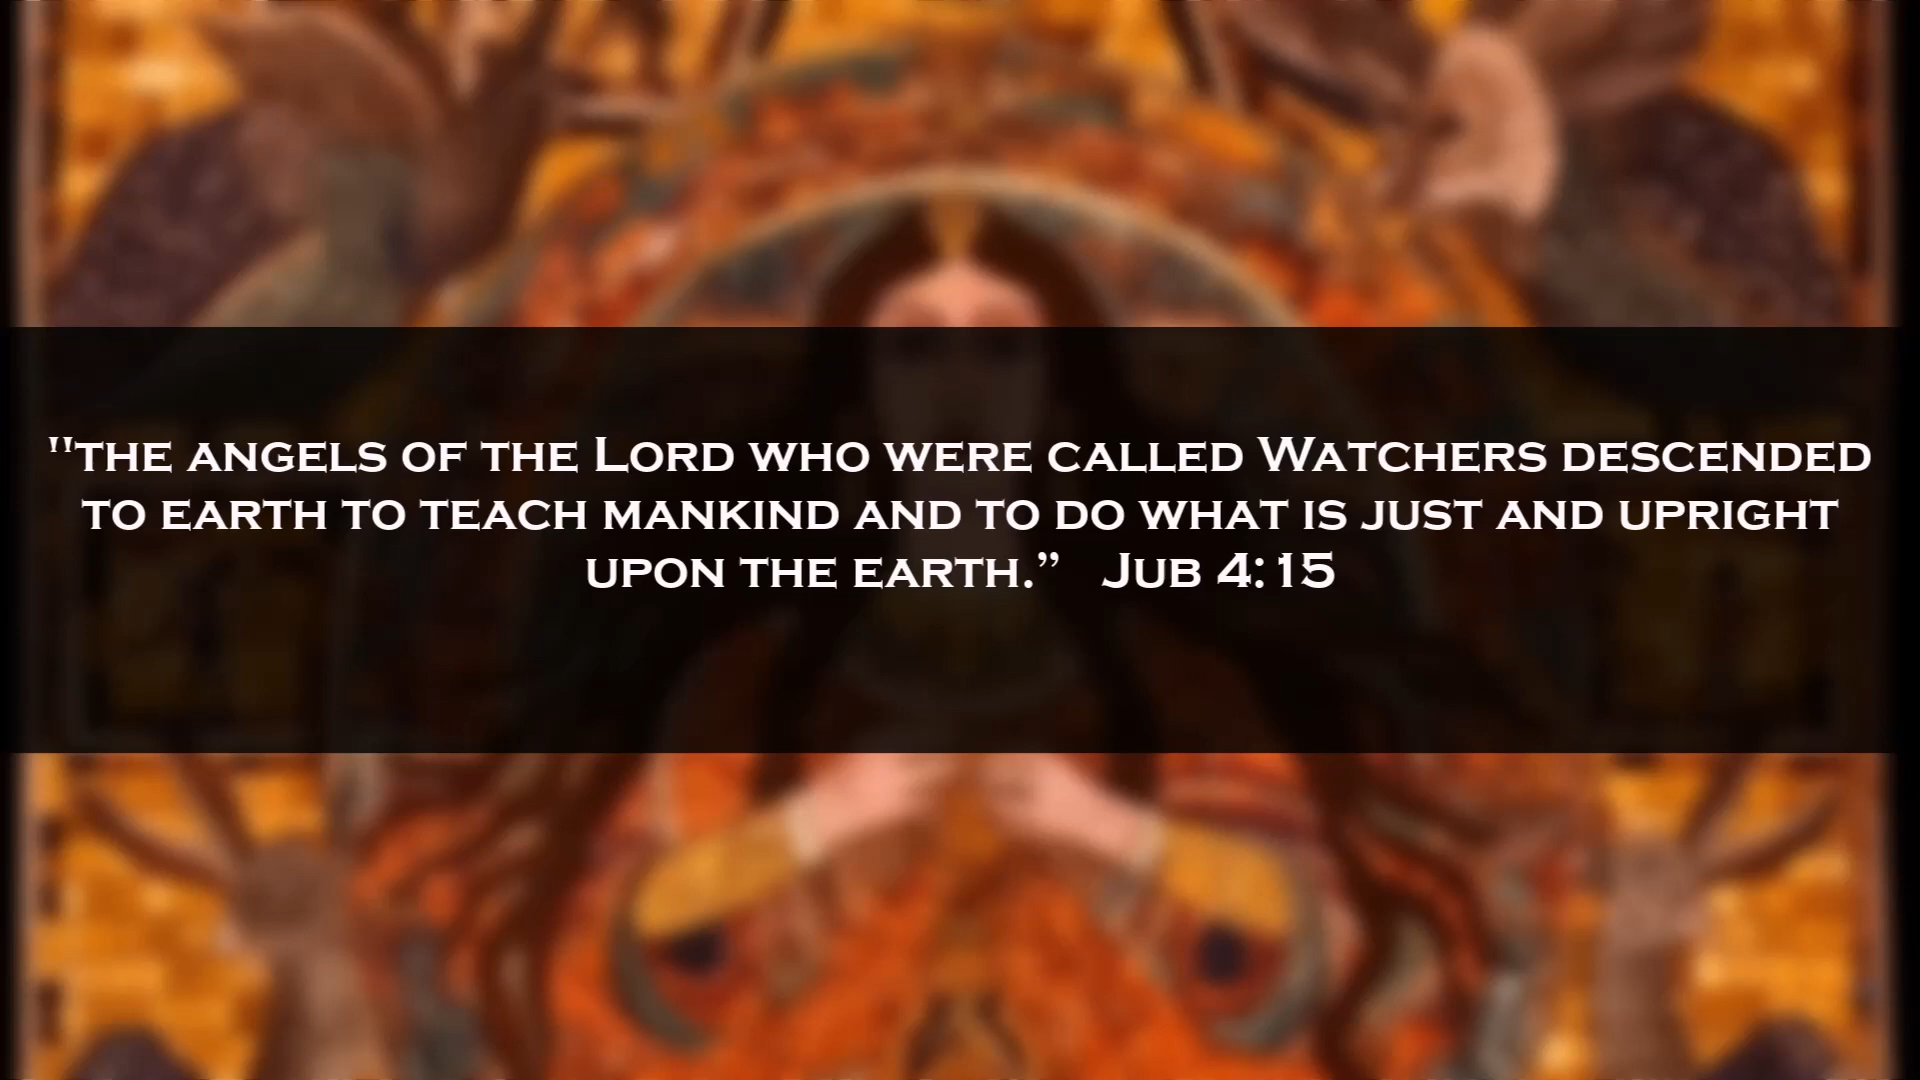 "the angels of the Lord who were called Watchers descended
to earth to teach mankind and to do what is just and upright
upon the earth.” Jub 4:15